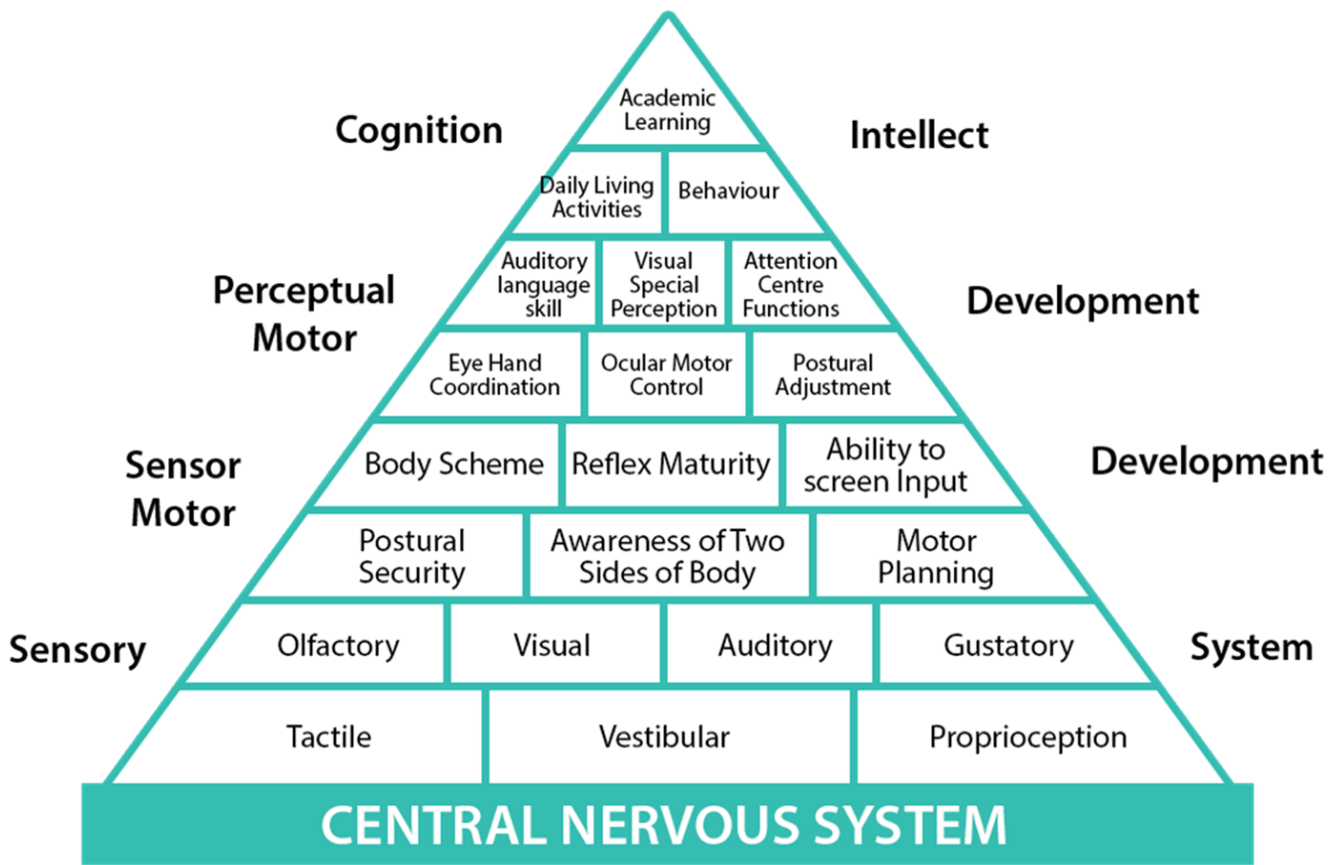 Academic
Learning
Cognition
Intellect
Daily Living
Activities
Behaviour
Auditory
language
skill
Visual
Special
Perception
Attention
Centre
Functions
Perceptual
Motor
Development
Eye Hand
Coordination
Ocular Motor
Control
Postural
Adjustment
Sensor
Motor
Body Scheme
Reflex Maturity
Ability to
screen Input
Development
Postural
Security
Awareness of Two
Sides of Body
Motor
Planning
Sensory
Olfactory
Visual
Auditory
Gustatory
System
Tactile
Vestibular
Proprioception
CENTRAL NERVOUS SYSTEM